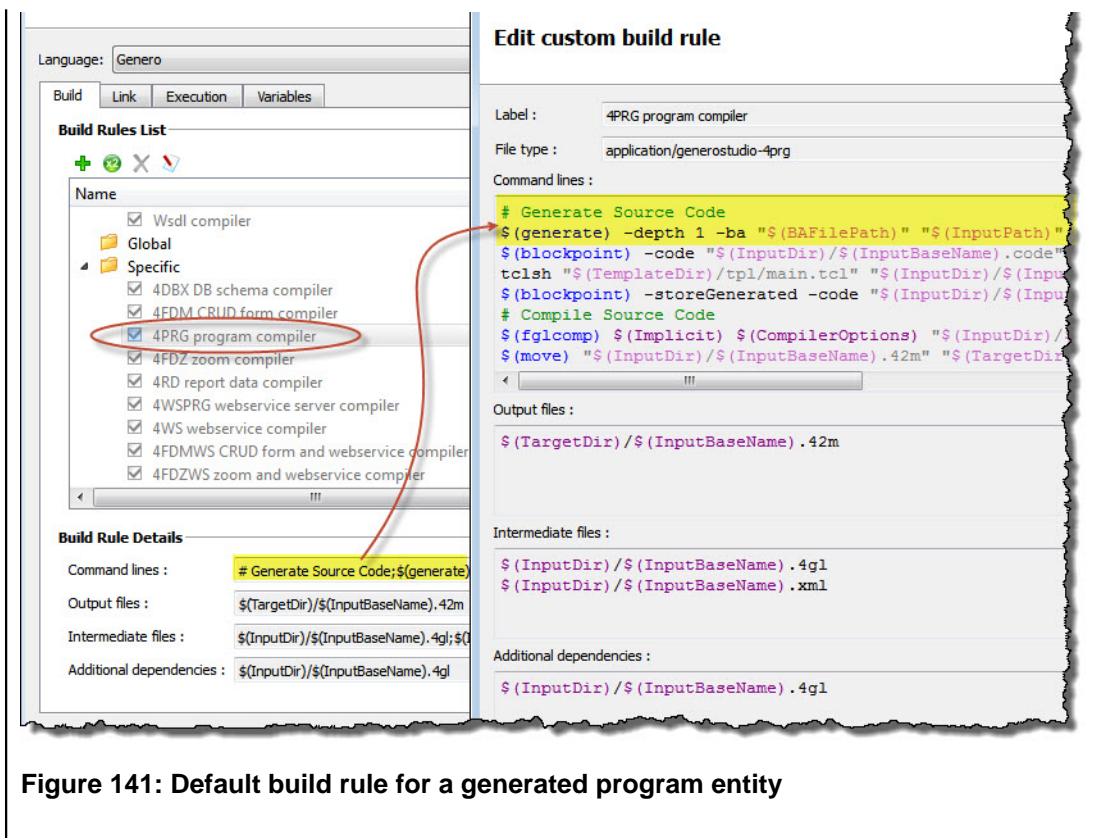 Language: Genero
Build Link Execution Variables
Build Rules List
Name
Wsdl compiler
Global
Specific
4DBX DB schema compiler
4FDM CRUD form compiler
4PRG program compiler
4FDZ zoom compiler
4RD report data compiler
4WSPRG webservice server compiler
4WS webservice compiler
4FDMWS CRUD form and webservice compiler
4FDZWS zoom and webservice compiler
Build Rule Details
Command lines : # Generate Source Code;$(generate)
Output files : $(TargetDir)/$(InputBaseName).42m
Intermediate files : $(InputDir)/$(InputBaseName).4gl;$(I
Additional dependencies : $(InputDir)/$(InputBaseName).4gl
Edit custom build rule
Label : 4PRG program compiler
File type : application/generostudio-4prg
Command lines :
# Generate Source Code
$(generate) -depth 1 -ba "$(BAFilePath)" "$(InputPath)"
$(blockpoint) -code "$(InputDir)/$(InputBaseName).code"
tclsh "$(TemplateDir)/tpl/main.tcl" "$(InputDir)/$(Inpu
$(blockpoint) -storeGenerated -code "$(InputDir)/$(Inpu
# Compile Source Code
$(fglcomp) $(Implicit) $(CompilerOptions) "$(InputDir)/
$(move) "$(InputDir)/$(InputBaseName).42m" "$(TargetDir
Output files :
$(TargetDir)/$(InputBaseName).42m
Intermediate files :
$(InputDir)/$(InputBaseName).4gl
$(InputDir)/$(InputBaseName).xml
Additional dependencies :
$(InputDir)/$(InputBaseName).4gl
Figure 141: Default build rule for a generated program entity